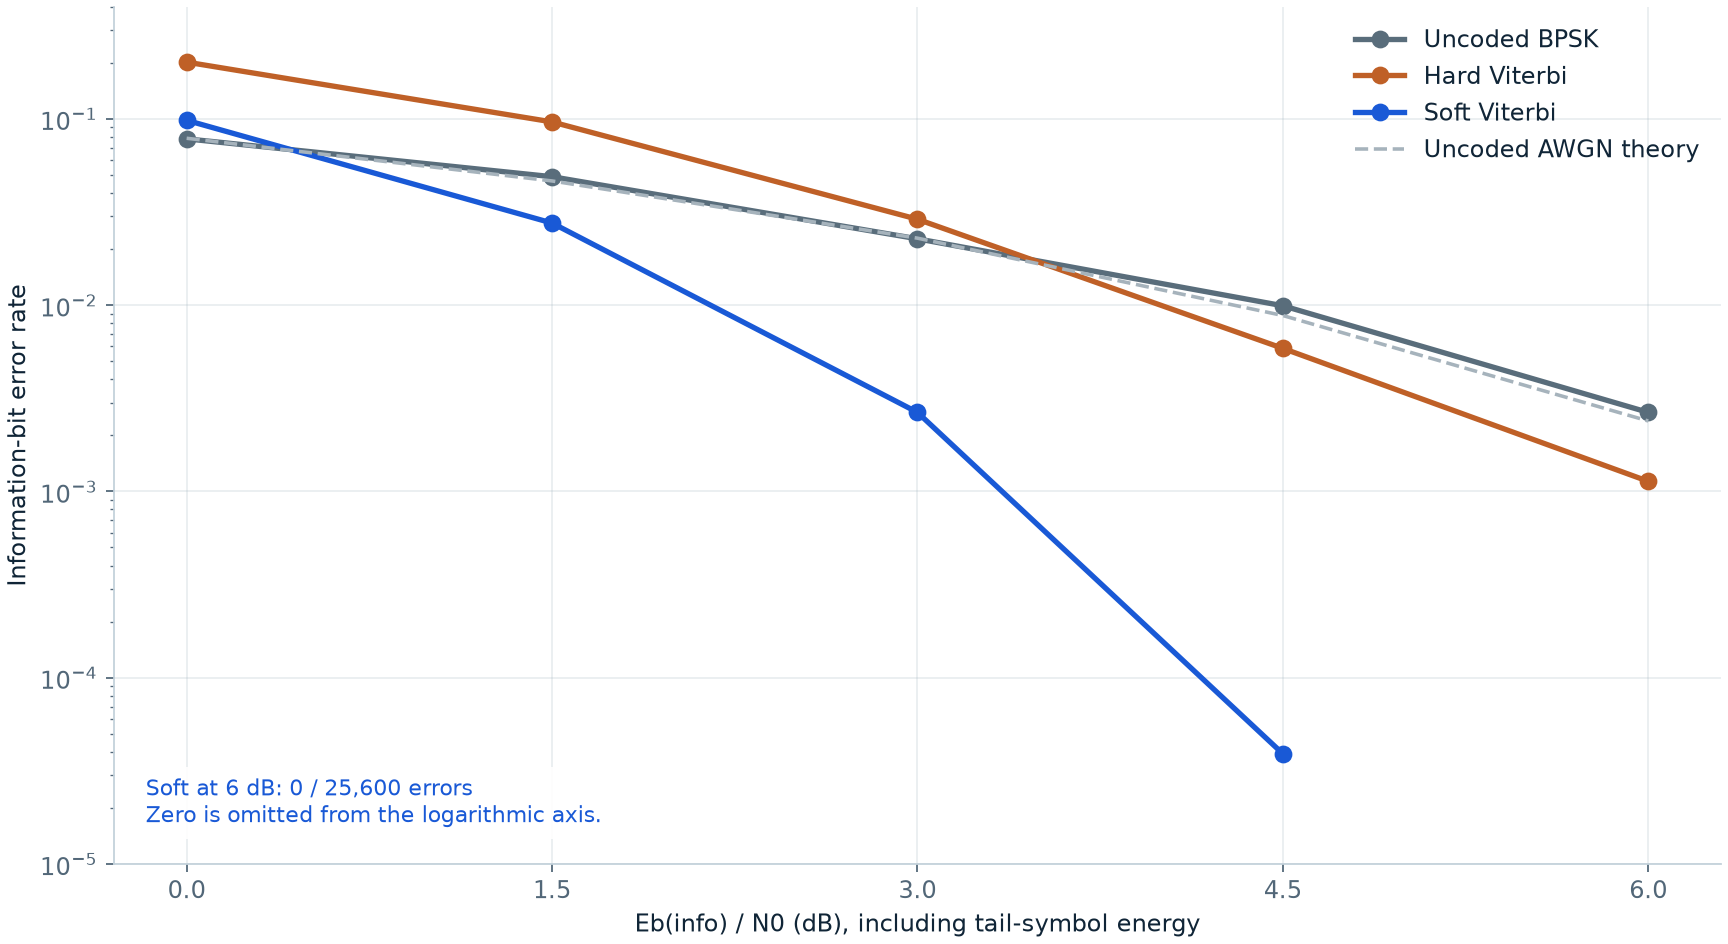 Uncoded BPSK
Hard Viterbi
Soft Viterbi
Uncoded AWGN theory
Information-bit error rate
10⁻¹
10⁻²
10⁻³
10⁻⁴
10⁻⁵
Soft at 6 dB: 0 / 25,600 errors
Zero is omitted from the logarithmic axis.
0.0 1.5 3.0 4.5 6.0
Eb(info) / N0 (dB), including tail-symbol energy